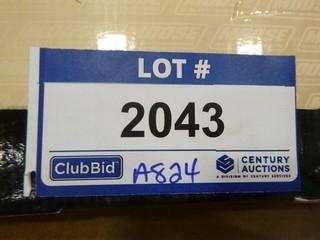 LOT #
2043
ClubBid
A824
CENTURY
AUCTIONS
A DIVISION OF CENTURY SERVICES